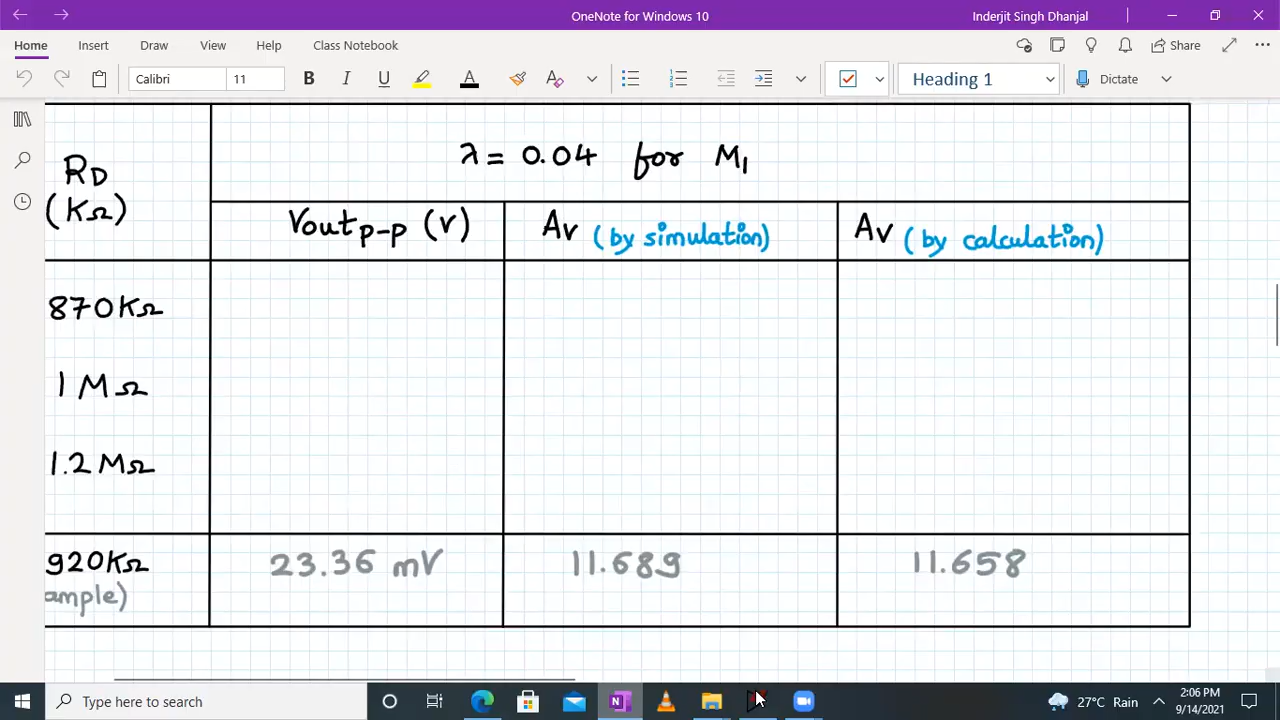 OneNote for Windows 10
Inderjit Singh Dhanjal
Home Insert Draw View Help Class Notebook
Share
Calibri 11 B I U A A Heading 1 Dictate
RD
(KΩ)
λ = 0.04 for M1
Vout p-p (V)
Av (by simulation)
Av (by calculation)
870KΩ
1 MΩ
1.2 MΩ
920KΩ 23.36 mV 11.689 11.658
ample)
Type here to search
27°C Rain
2:06 PM
9/14/2021